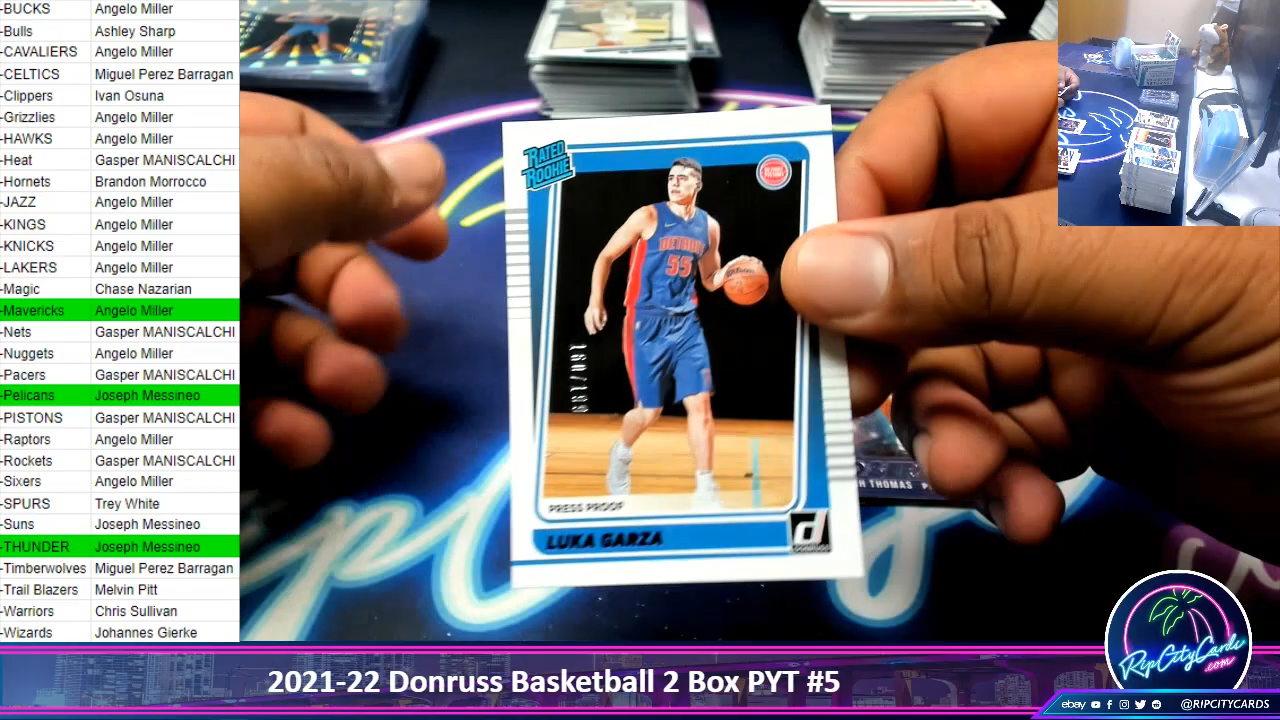 -BUCKS Angelo Miller
-Bulls Ashley Sharp
-CAVALIERS Angelo Miller
-CELTICS Miguel Perez Barragan
-Clippers Ivan Osuna
-Grizzlies Angelo Miller
-HAWKS Angelo Miller
-Heat Gasper MANISCALCHI
-Hornets Brandon Morrocco
-JAZZ Angelo Miller
-KINGS Angelo Miller
-KNICKS Angelo Miller
-LAKERS Angelo Miller
-Magic Chase Nazarian
-Mavericks Angelo Miller
-Nets Gasper MANISCALCHI
-Nuggets Angelo Miller
-Pacers Gasper MANISCALCHI
-Pelicans Joseph Messineo
-PISTONS Gasper MANISCALCHI
-Raptors Angelo Miller
-Rockets Gasper MANISCALCHI
-Sixers Angelo Miller
-SPURS Trey White
-Suns Joseph Messineo
-THUNDER Joseph Messineo
-Timberwolves Miguel Perez Barragan
-Trail Blazers Melvin Pitt
-Warriors Chris Sullivan
-Wizards Johannes Gierke
RATED
ROOKIE
DETROIT
55
PRESS PROOF
LUKA GARZA
d
THOMAS
RipCityCards
.com
2021-22 Donruss Basketball 2 Box PYT #5
ebay @RIPCITYCARDS